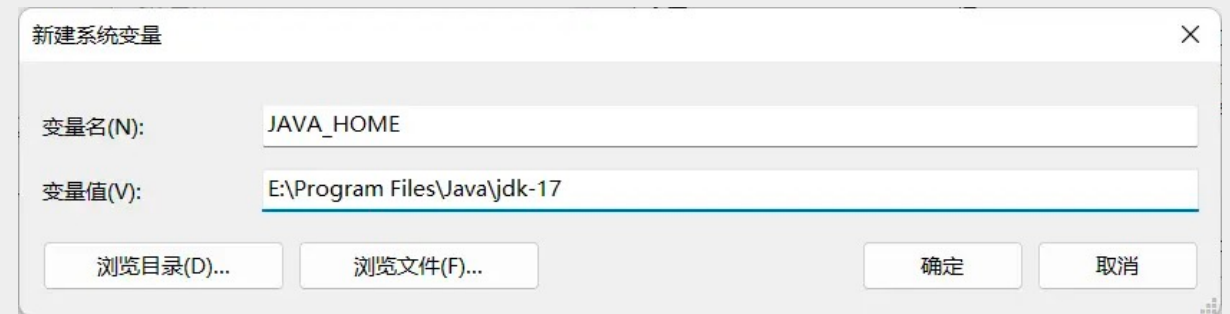 新建系统变量
变量名(N):
JAVA_HOME
变量值(V):
E:\Program Files\Java\jdk-17
浏览目录(D)...
浏览文件(F)...
确定
取消